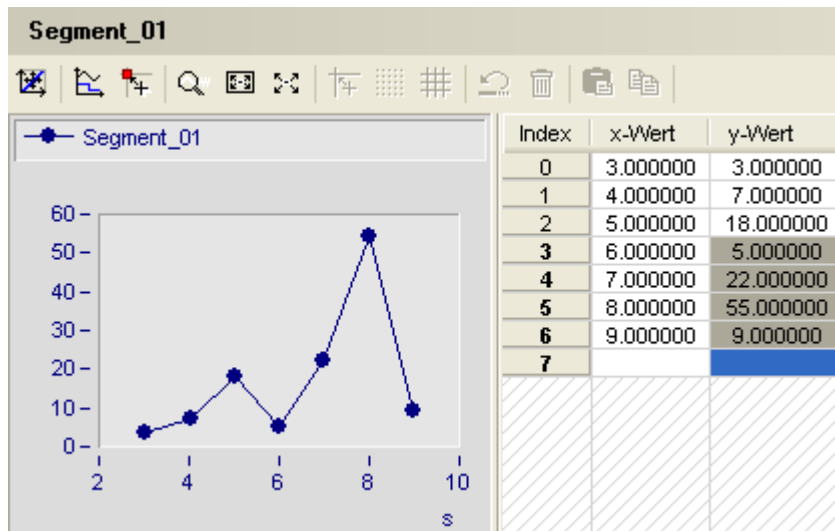 Segment_01
Segment_01
60
50
40
30
20
10
0
2 4 6 8 10
s
Index x-Wert y-Wert
0 3.000000 3.000000
1 4.000000 7.000000
2 5.000000 18.000000
3 6.000000 5.000000
4 7.000000 22.000000
5 8.000000 55.000000
6 9.000000 9.000000
7